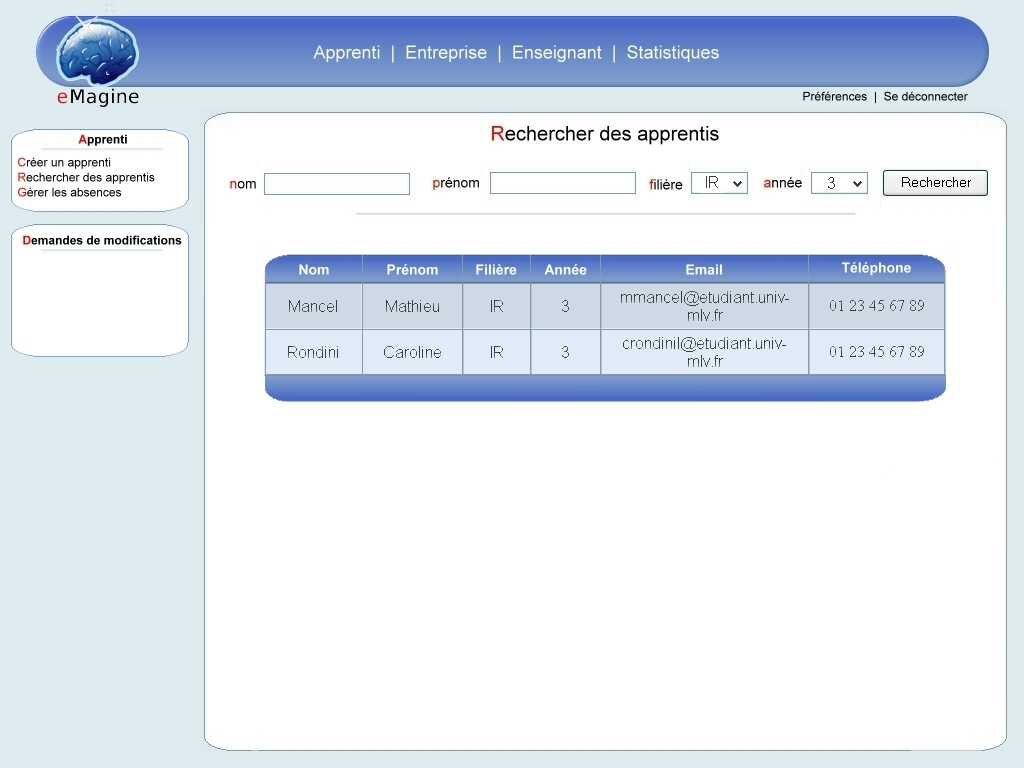 Apprenti | Entreprise | Enseignant | Statistiques
eMagine
Préférences | Se déconnecter
Apprenti
Créer un apprenti
Rechercher des apprentis
Gérer les absences
Demandes de modifications
Rechercher des apprentis
nom prénom filière IR année 3 Rechercher
Nom Prénom Filière Année Email Téléphone
Mancel Mathieu IR 3 mmancel@etudiant.univ-
mlv.fr 01 23 45 67 89
Rondini Caroline IR 3 crondinil@etudiant.univ-
mlv.fr 01 23 45 67 89